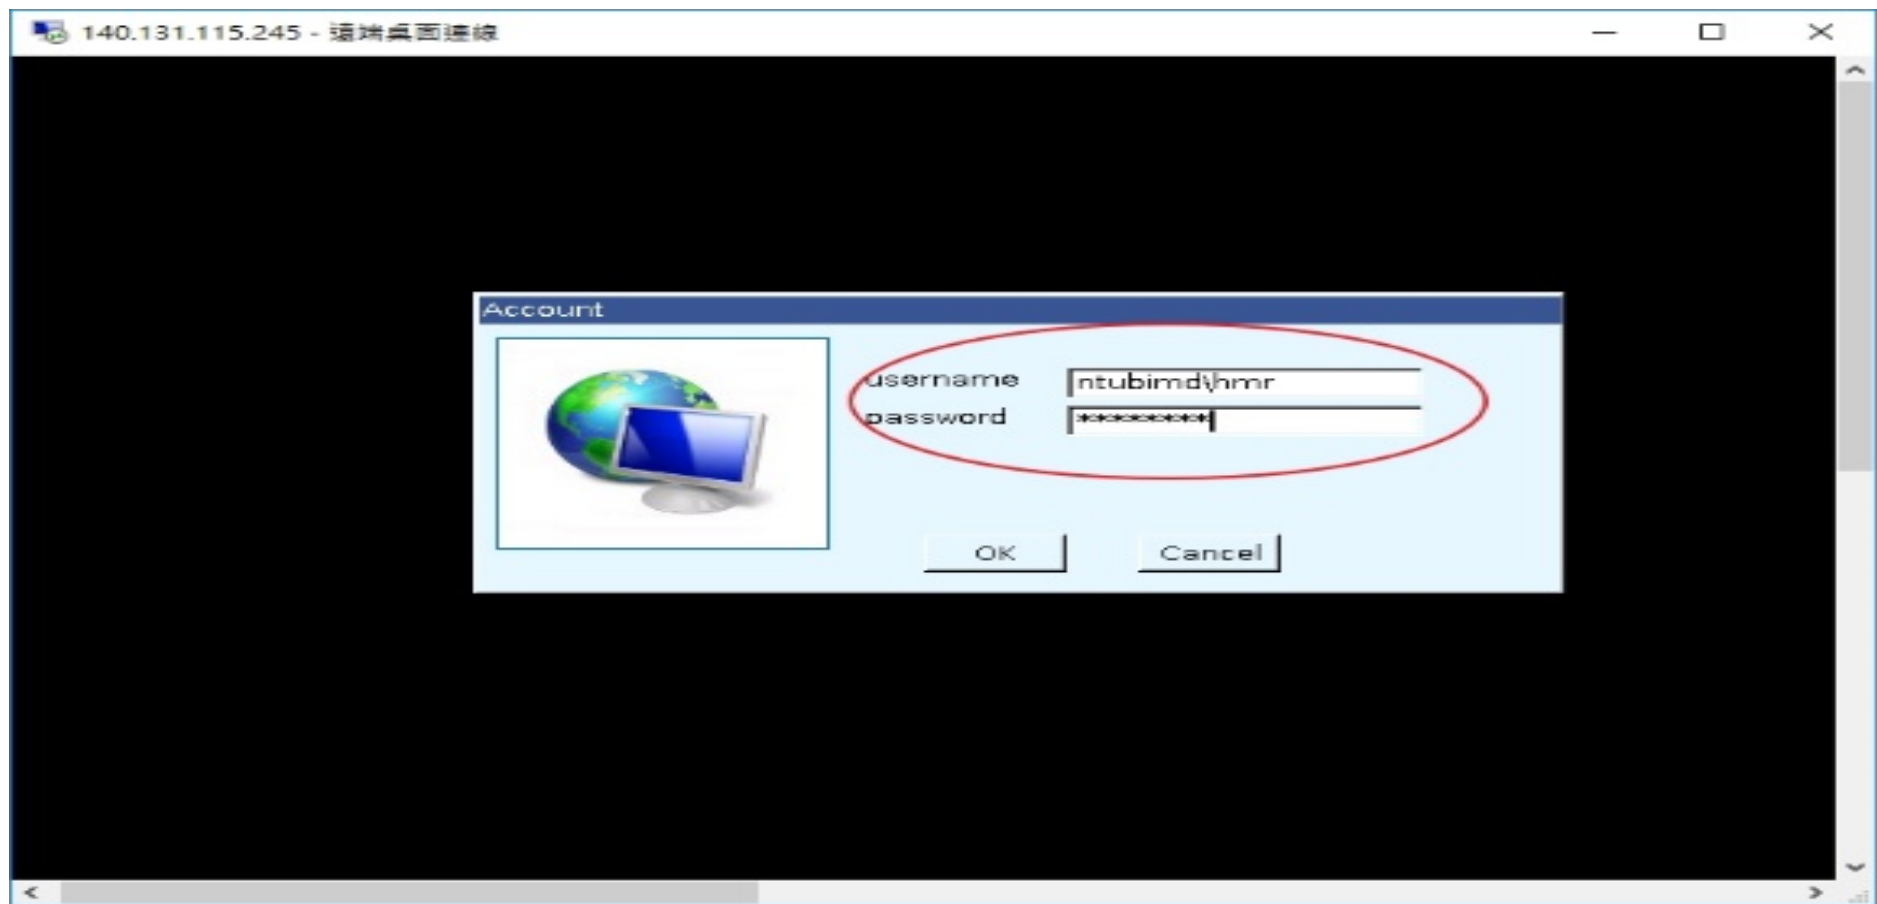 140.131.115.245 - 遠端桌面連線
Account
username ntubimd\hmr
password *********
OK Cancel